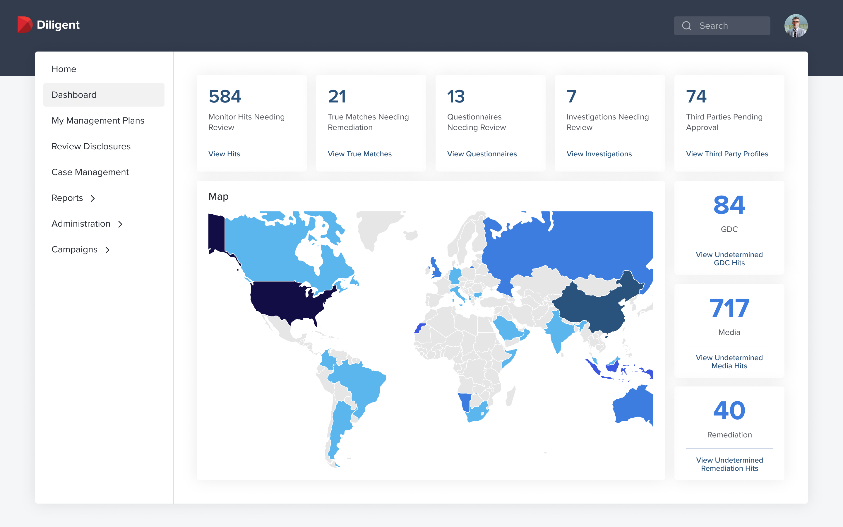 Diligent
Search
Home
Dashboard
My Management Plans
Review Disclosures
Case Management
Reports
Administration
Campaigns
584
Monitor Hits Needing
Review
View Hits
21
True Matches Needing
Remediation
View True Matches
13
Questionnaires
Needing Review
View Questionnaires
7
Investigations Needing
Review
View Investigations
74
Third Parties Pending
Approval
View Third Party Profiles
Map
84
GDC
View Undetermined
GDC Hits
717
Media
View Undetermined
Media Hits
40
Remediation
View Undetermined
Remediation Hits